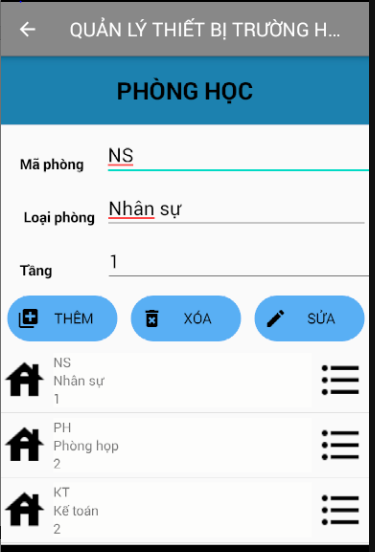 QUẢN LÝ THIẾT BỊ TRƯỜNG H...
PHÒNG HỌC
Mã phòng NS
Loại phòng Nhân sự
Tầng 1
THÊM XÓA SỬA
NS
Nhân sự
1
PH
Phòng họp
2
KT
Kế toán
2